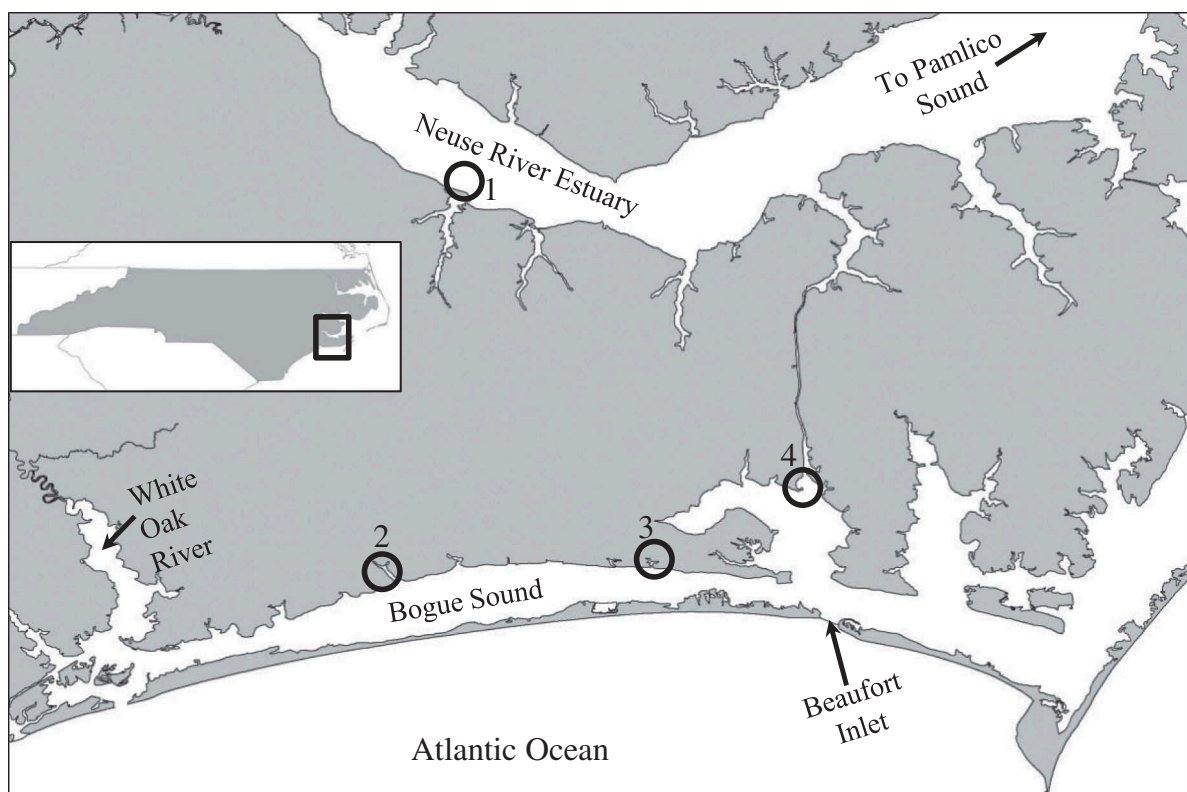 To Pamlico
Sound
Neuse River Estuary
1
White
Oak
River
2
3
4
Bogue Sound
Beaufort
Inlet
Atlantic Ocean